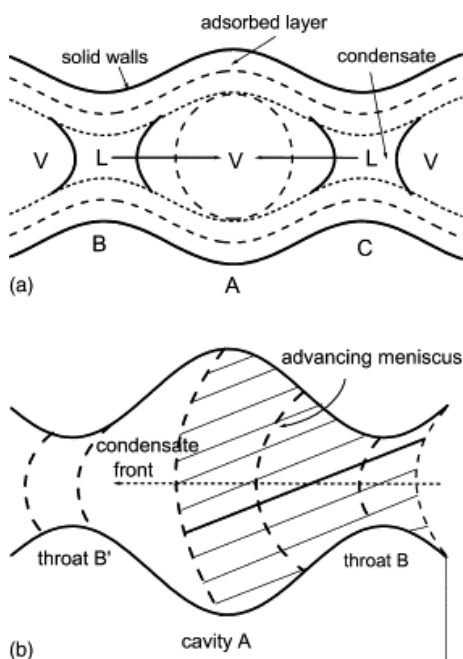 adsorbed layer
solid walls
condensate
V
L
V
L
V
B
C
A
(a)
advancing meniscus
condensate
front
throat B'
throat B
cavity A
(b)